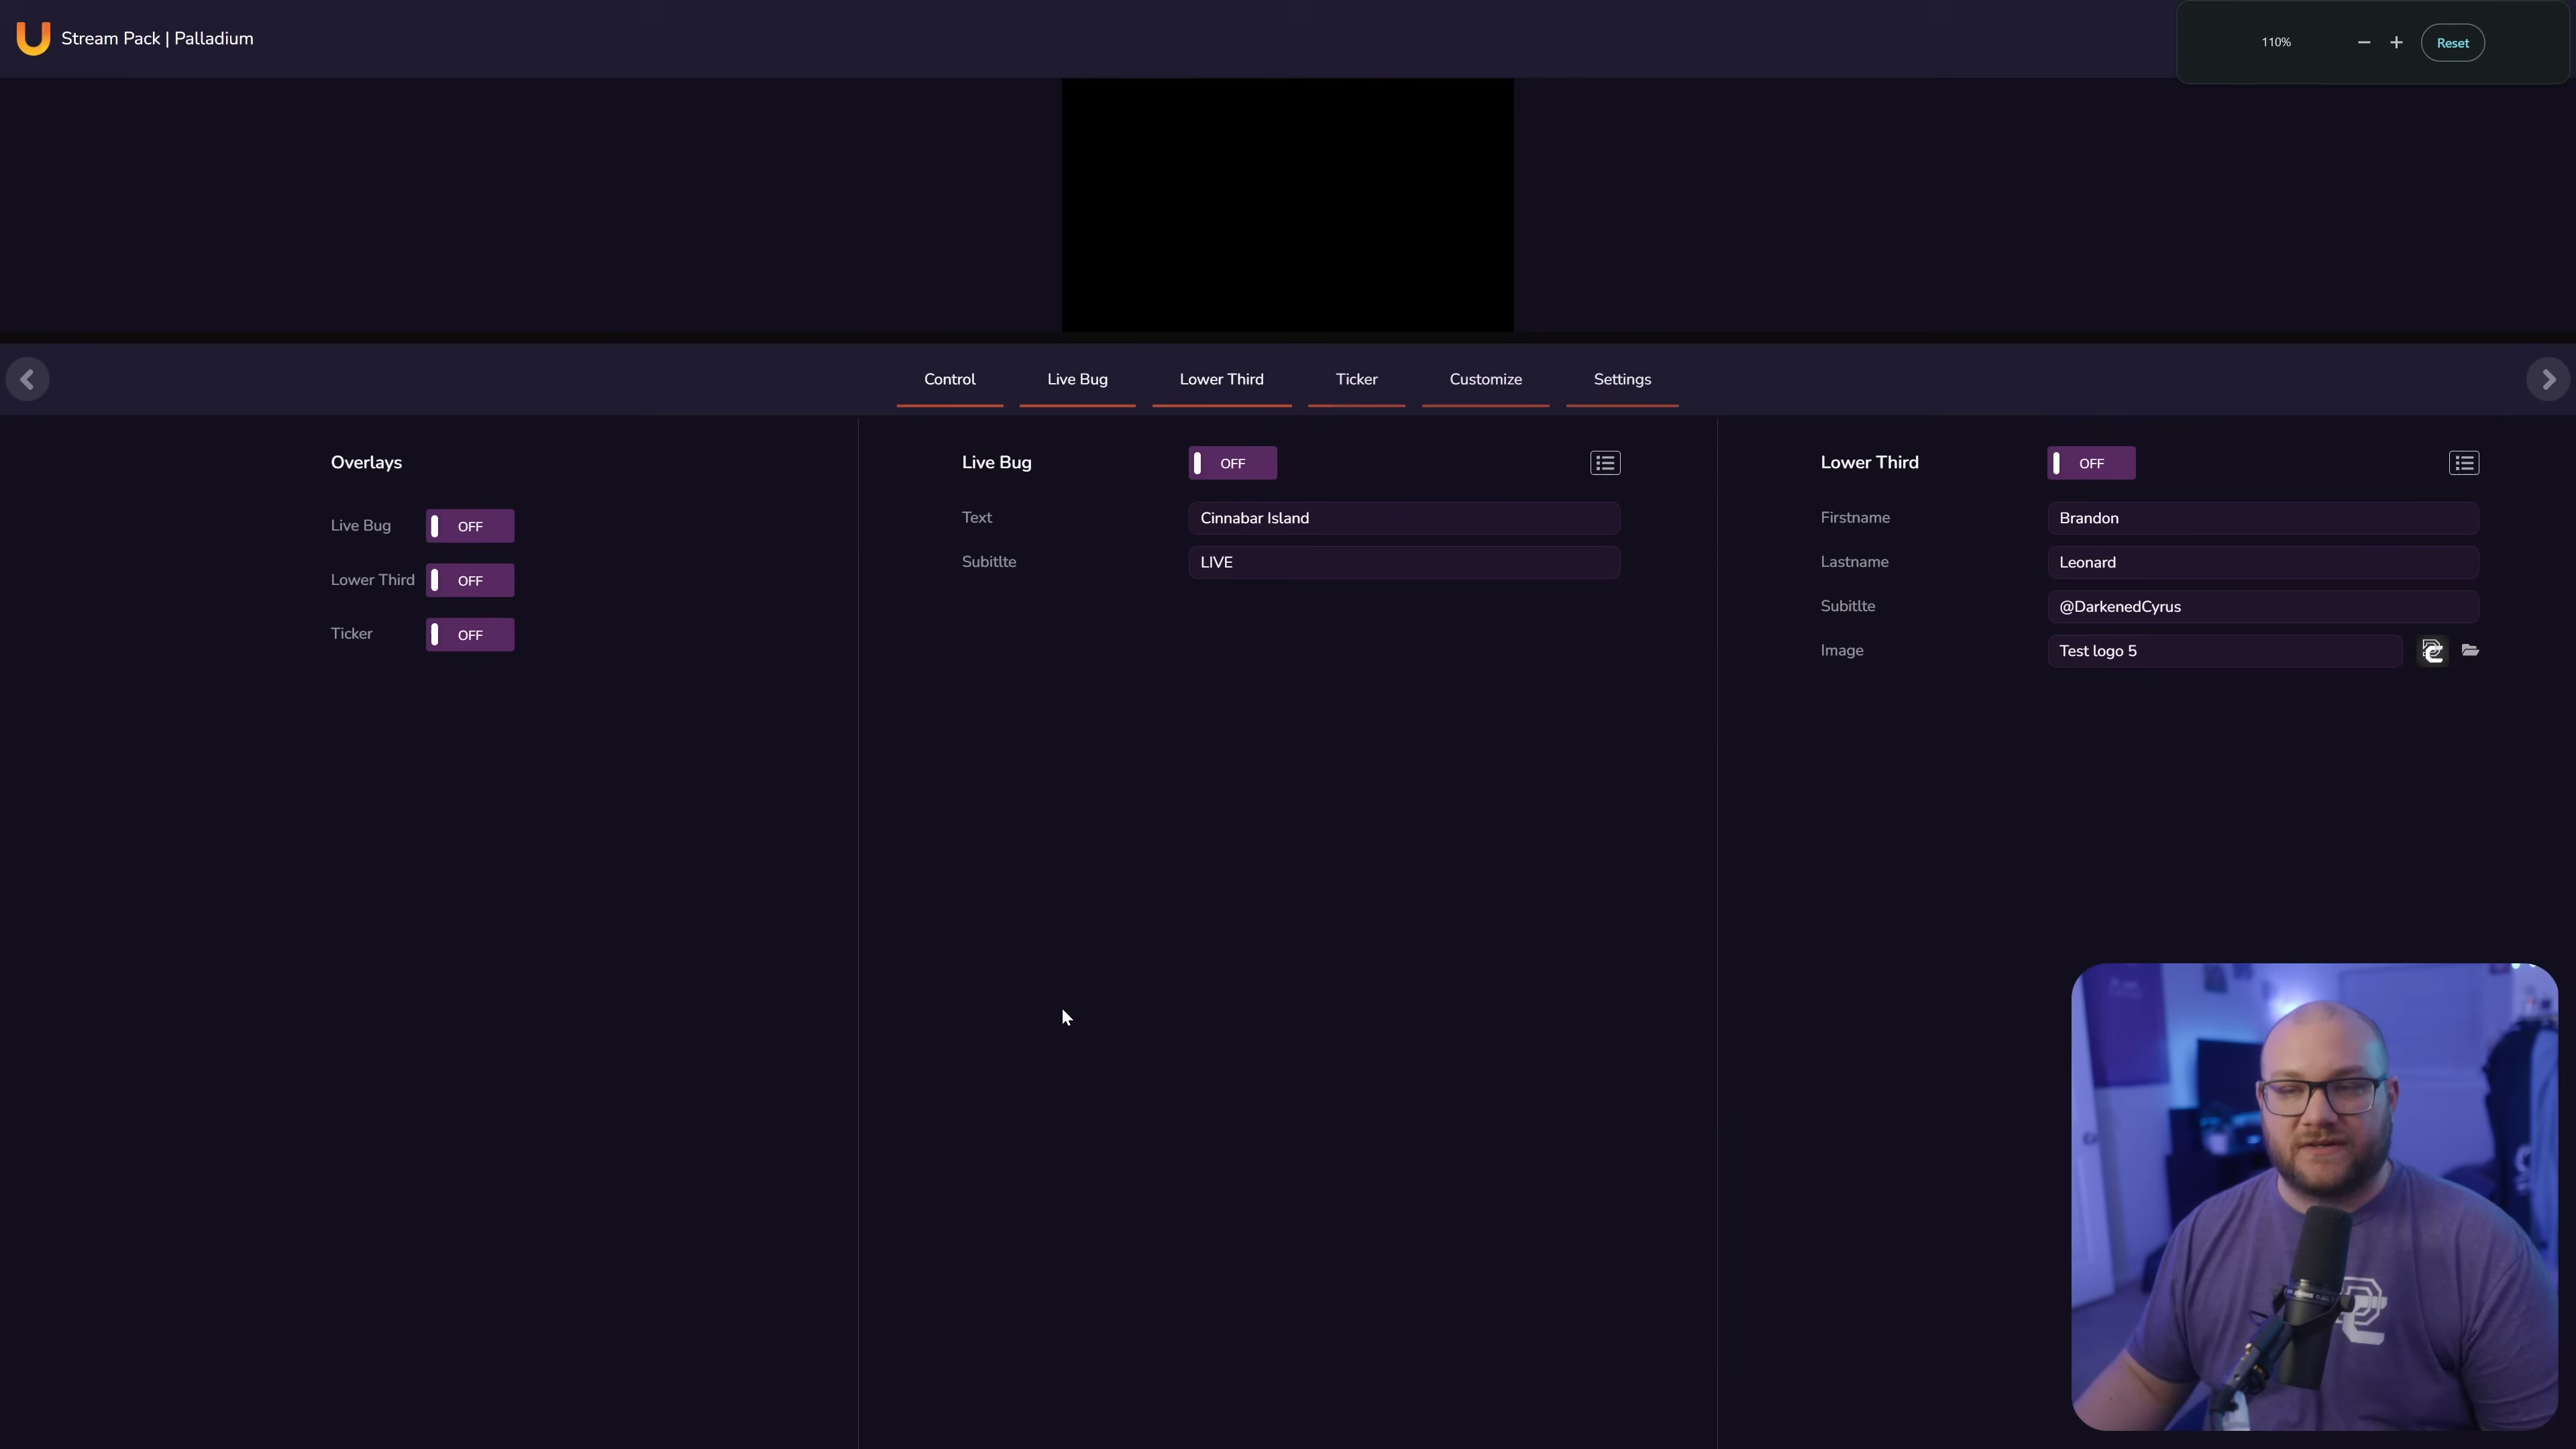 Stream Pack | Palladium
110%
Reset
Control
Live Bug
Lower Third
Ticker
Customize
Settings
Overlays
Live Bug OFF
Lower Third OFF
Ticker OFF
Live Bug OFF
Text Cinnabar Island
Subitlte LIVE
Lower Third OFF
Firstname Brandon
Lastname Leonard
Subitlte @DarkenedCyrus
Image Test logo 5